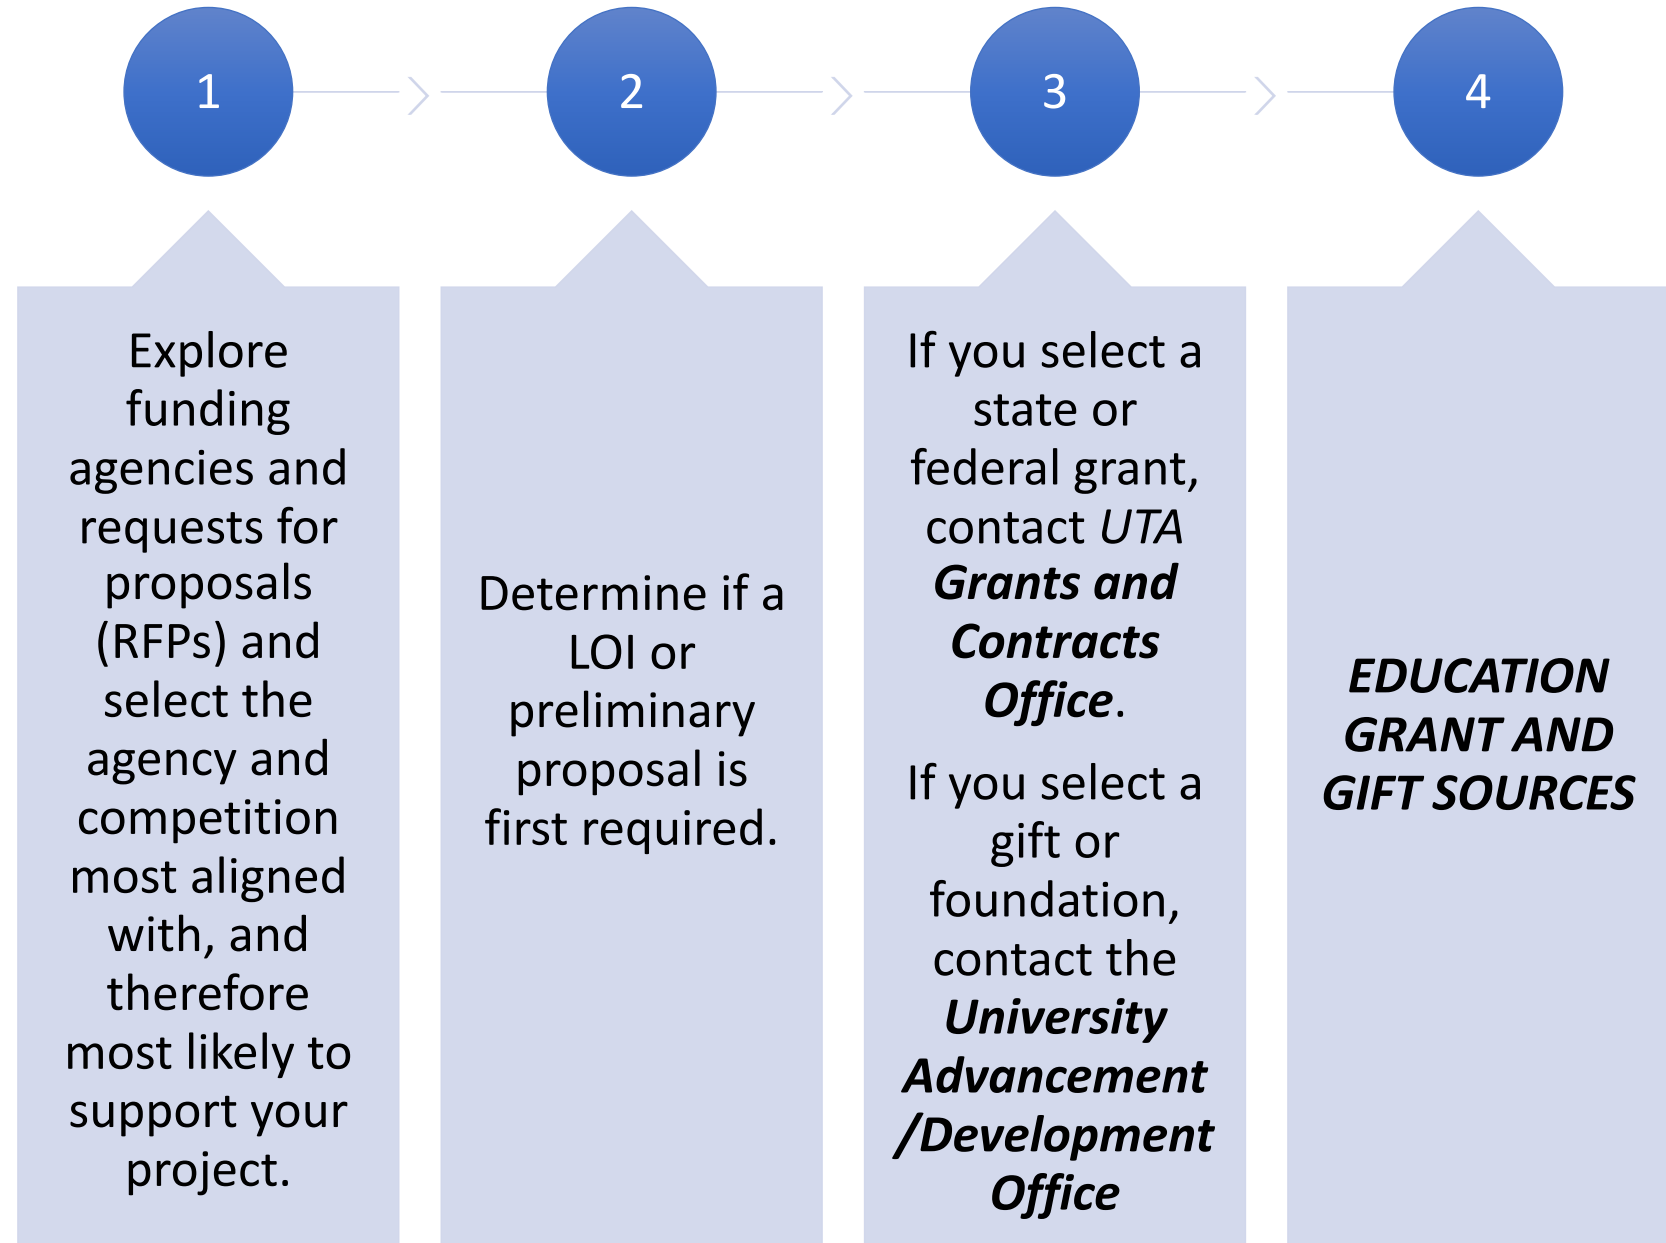 1
2
3
4
Explore
funding
agencies and
requests for
proposals
(RFPs) and
select the
agency and
competition
most aligned
with, and
therefore
most likely to
support your
project.
Determine if a
LOI or
preliminary
proposal is
first required.
If you select a
state or
federal grant,
contact UTA
Grants and
Contracts
Office.
If you select a
gift or
foundation,
contact the
University
Advancement
/Development
Office
EDUCATION
GRANT AND
GIFT SOURCES